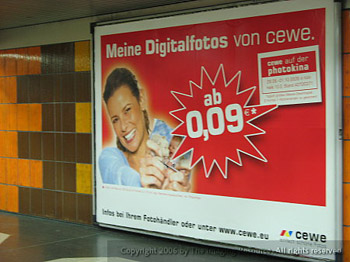 Meine Digitalfotos von cewe.
cewe auf der
photokina
ab
0,09 €*
Infos bei Ihrem Fotohändler oder unter www.cewe.eu
cewe
All rights reserved